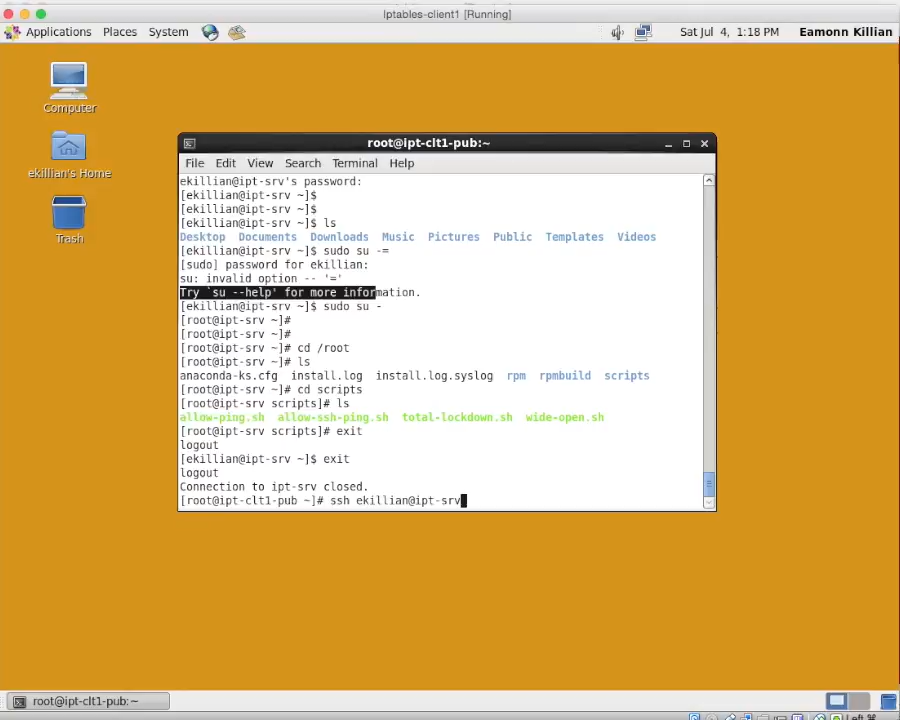 Iptables-client1 [Running]
Applications Places System Sat Jul 4, 1:18 PM Eamonn Killian
Computer
ekillian's Home
Trash
root@ipt-clt1-pub:~
File Edit View Search Terminal Help
ekillian@ipt-srv's password:
[ekillian@ipt-srv ~]$
[ekillian@ipt-srv ~]$
[ekillian@ipt-srv ~]$ ls
Desktop Documents Downloads Music Pictures Public Templates Videos
[ekillian@ipt-srv ~]$ sudo su -=
[sudo] password for ekillian:
su: invalid option -- '='
Try `su --help' for more information.
[ekillian@ipt-srv ~]$ sudo su -
[root@ipt-srv ~]#
[root@ipt-srv ~]#
[root@ipt-srv ~]# cd /root
[root@ipt-srv ~]# ls
anaconda-ks.cfg install.log install.log.syslog rpm rpmbuild scripts
[root@ipt-srv ~]# cd scripts
[root@ipt-srv scripts]# ls
allow-ping.sh allow-ssh-ping.sh total-lockdown.sh wide-open.sh
[root@ipt-srv scripts]# exit
logout
[ekillian@ipt-srv ~]$ exit
logout
Connection to ipt-srv closed.
[root@ipt-clt1-pub ~]# ssh ekillian@ipt-srv
root@ipt-clt1-pub:~
Left ⌘